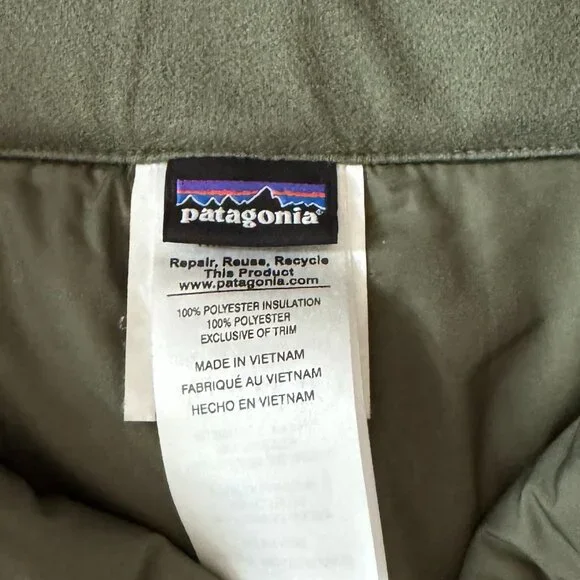 patagonia®
Repair, Reuse, Recycle
This Product
www.patagonia.com
100% POLYESTER INSULATION
100% POLYESTER
EXCLUSIVE OF TRIM
MADE IN VIETNAM
FABRIQUÉ AU VIETNAM
HECHO EN VIETNAM